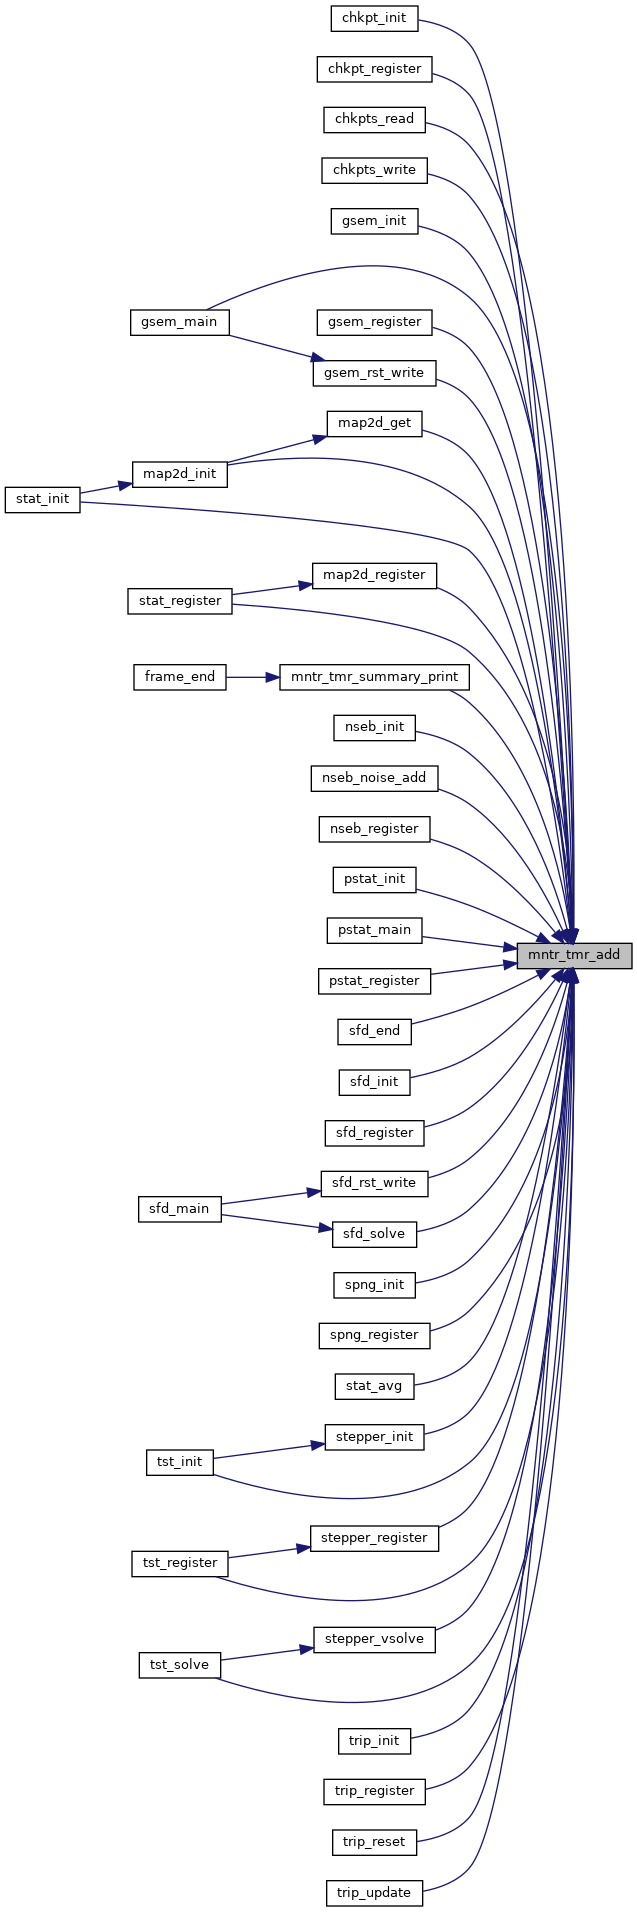 chkpt_init
chkpt_register
chkpts_read
chkpts_write
gsem_init
gsem_main
gsem_register
gsem_rst_write
map2d_get
map2d_init
stat_init
map2d_register
stat_register
frame_end
mntr_tmr_summary_print
nseb_init
nseb_noise_add
nseb_register
pstat_init
pstat_main
mntr_tmr_add
pstat_register
sfd_end
sfd_init
sfd_register
sfd_rst_write
sfd_main
sfd_solve
spng_init
spng_register
stat_avg
stepper_init
tst_init
stepper_register
tst_register
stepper_vsolve
tst_solve
trip_init
trip_register
trip_reset
trip_update